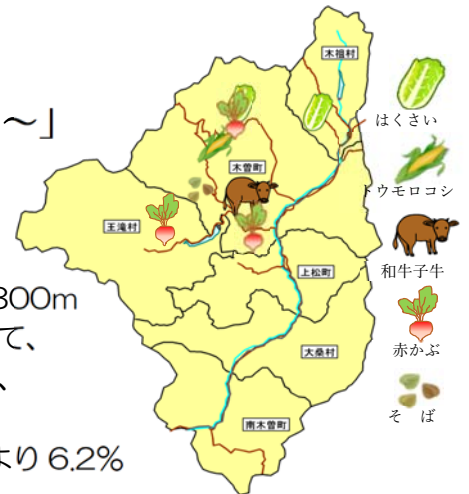 ～」
800m
て、
、
より 6.2%
木祖村
木曽町
王滝村
上松町
大桑村
南木曽町
はくさい
トウモロコシ
和牛子牛
赤かぶ
そ ば